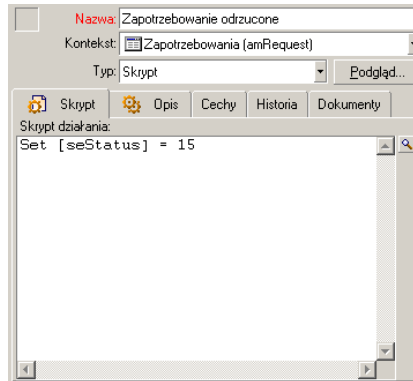 Nazwa: Zapotrzebowanie odrzucone
Kontekst: Zapotrzebowania (amRequest)
Typ: Skrypt Podgląd...
Skrypt Opis Cechy Historia Dokumenty
Skrypt działania:
Set [seStatus] = 15